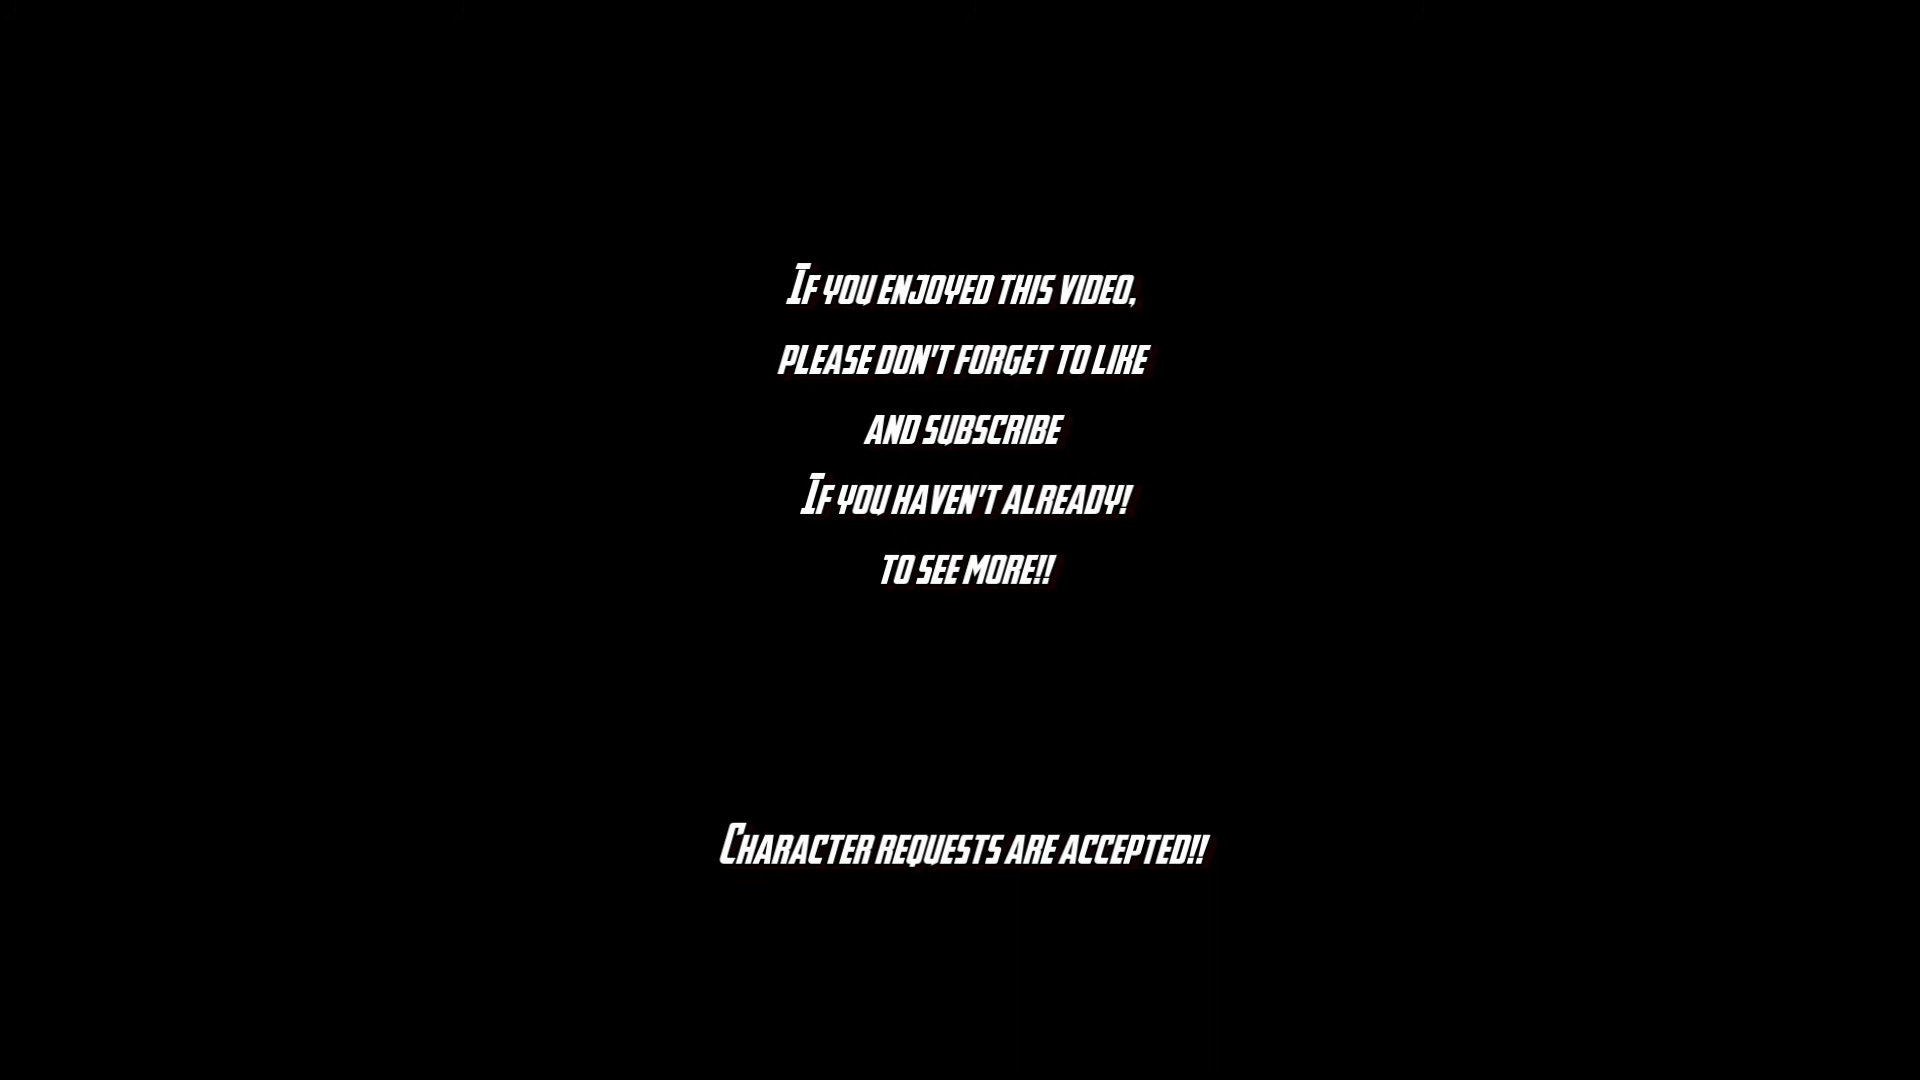 If you enjoyed this video,
please don't forget to like
and subscribe
If you haven't already!
to see more!!
Character requests are accepted!!